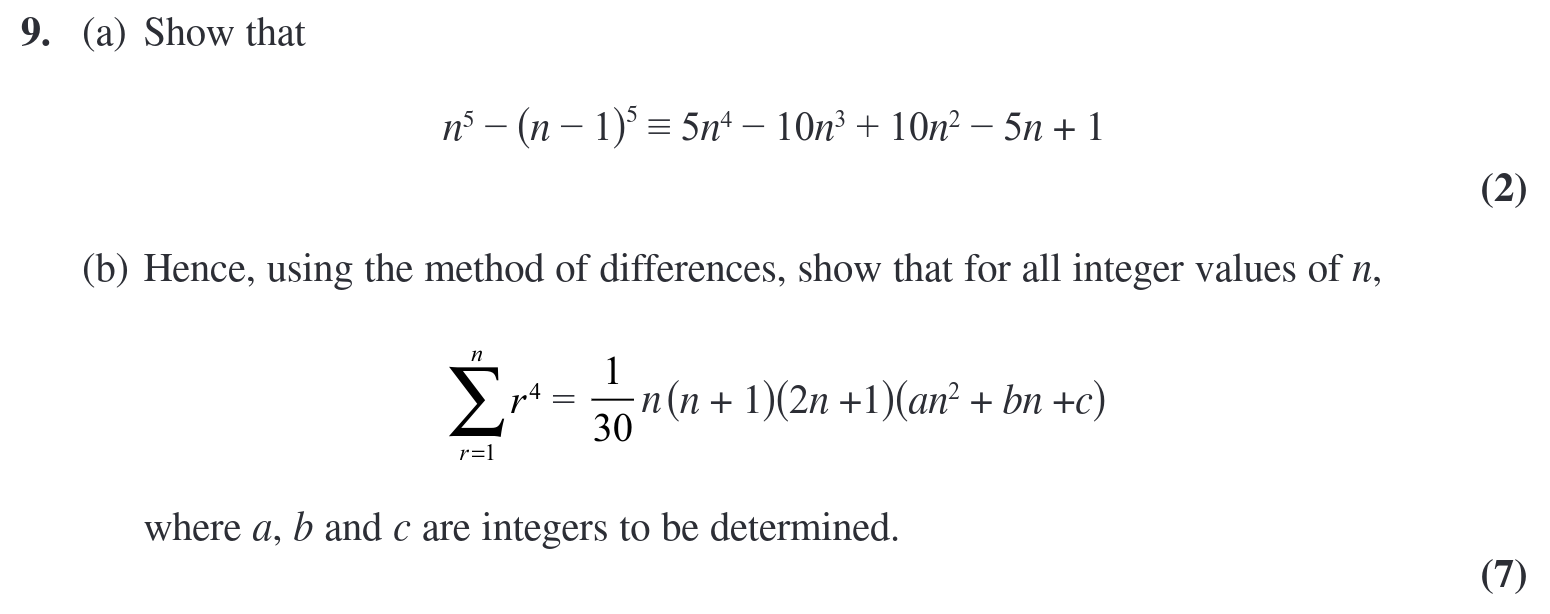 9. (a) Show that
n⁵ − (n − 1)⁵ ≡ 5n⁴ − 10n³ + 10n² − 5n + 1
(2)
(b) Hence, using the method of differences, show that for all integer values of n,
∑_{r=1}^{n} r⁴ = \frac{1}{30} n(n + 1)(2n +1)(an² + bn +c)
where a, b and c are integers to be determined.
(7)